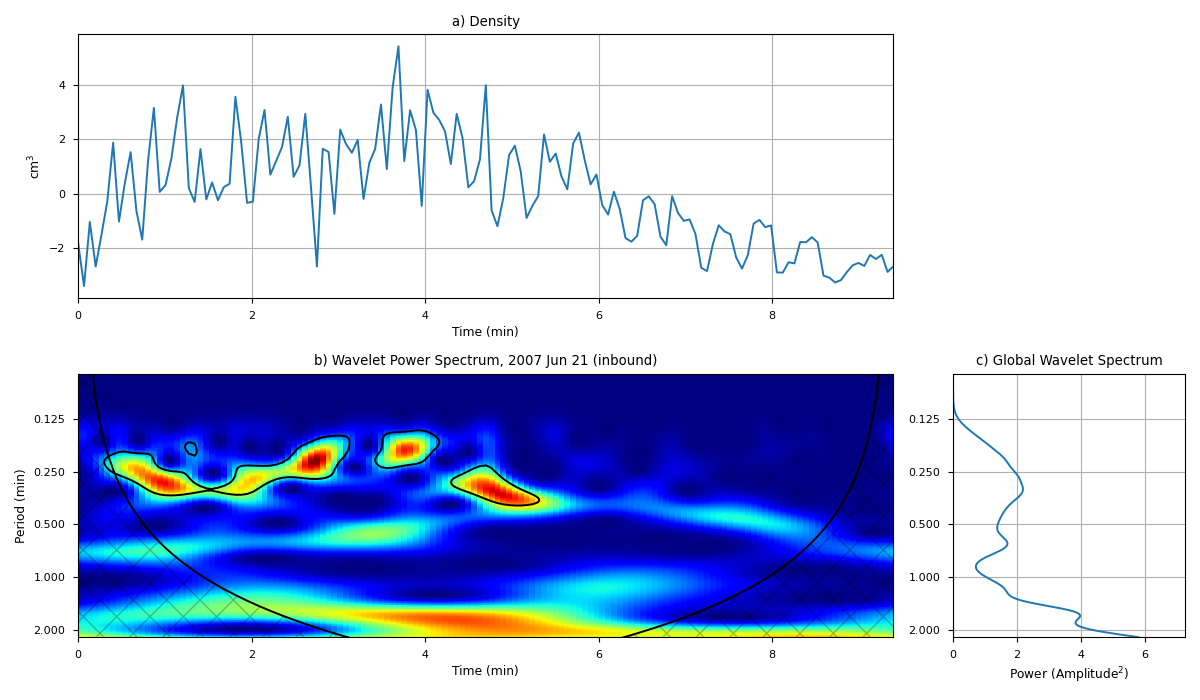 a) Density
cm³
4
2
0
−2
0 2 4 6 8
Time (min)
b) Wavelet Power Spectrum, 2007 Jun 21 (inbound)
Period (min)
0.125
0.250
0.500
1.000
2.000
0 2 4 6 8
Time (min)
c) Global Wavelet Spectrum
0.125
0.250
0.500
1.000
2.000
0 2 4 6
Power (Amplitude²)